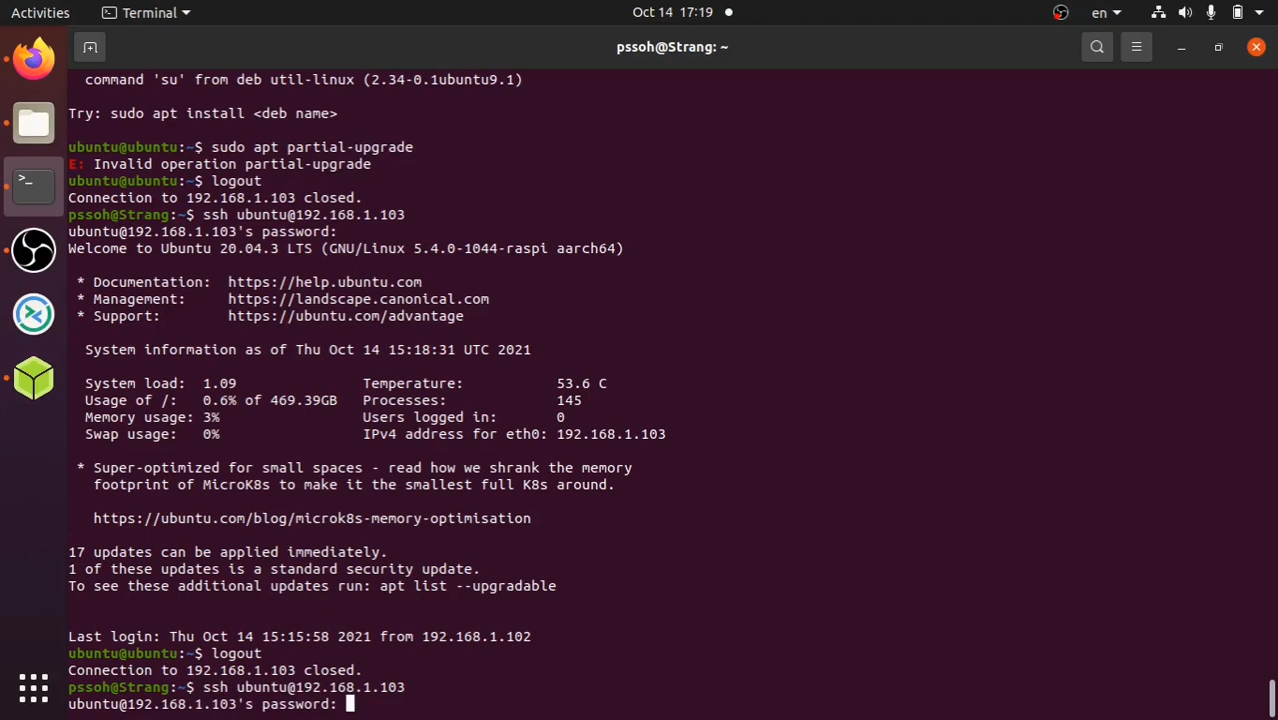 Activities
Terminal
Oct 14 17:19
en
pssoh@Strang: ~
command 'su' from deb util-linux (2.34-0.1ubuntu9.1)
Try: sudo apt install <deb name>
ubuntu@ubuntu:~$ sudo apt partial-upgrade
E: Invalid operation partial-upgrade
ubuntu@ubuntu:~$ logout
Connection to 192.168.1.103 closed.
pssoh@Strang:~$ ssh ubuntu@192.168.1.103
ubuntu@192.168.1.103's password:
Welcome to Ubuntu 20.04.3 LTS (GNU/Linux 5.4.0-1044-raspi aarch64)
* Documentation: https://help.ubuntu.com
* Management: https://landscape.canonical.com
* Support: https://ubuntu.com/advantage
System information as of Thu Oct 14 15:18:31 UTC 2021
System load: 1.09 Temperature: 53.6 C
Usage of /: 0.6% of 469.39GB Processes: 145
Memory usage: 3% Users logged in: 0
Swap usage: 0% IPv4 address for eth0: 192.168.1.103
* Super-optimized for small spaces - read how we shrank the memory
footprint of MicroK8s to make it the smallest full K8s around.
https://ubuntu.com/blog/microk8s-memory-optimisation
17 updates can be applied immediately.
1 of these updates is a standard security update.
To see these additional updates run: apt list --upgradable
Last login: Thu Oct 14 15:15:58 2021 from 192.168.1.102
ubuntu@ubuntu:~$ logout
Connection to 192.168.1.103 closed.
pssoh@Strang:~$ ssh ubuntu@192.168.1.103
ubuntu@192.168.1.103's password: